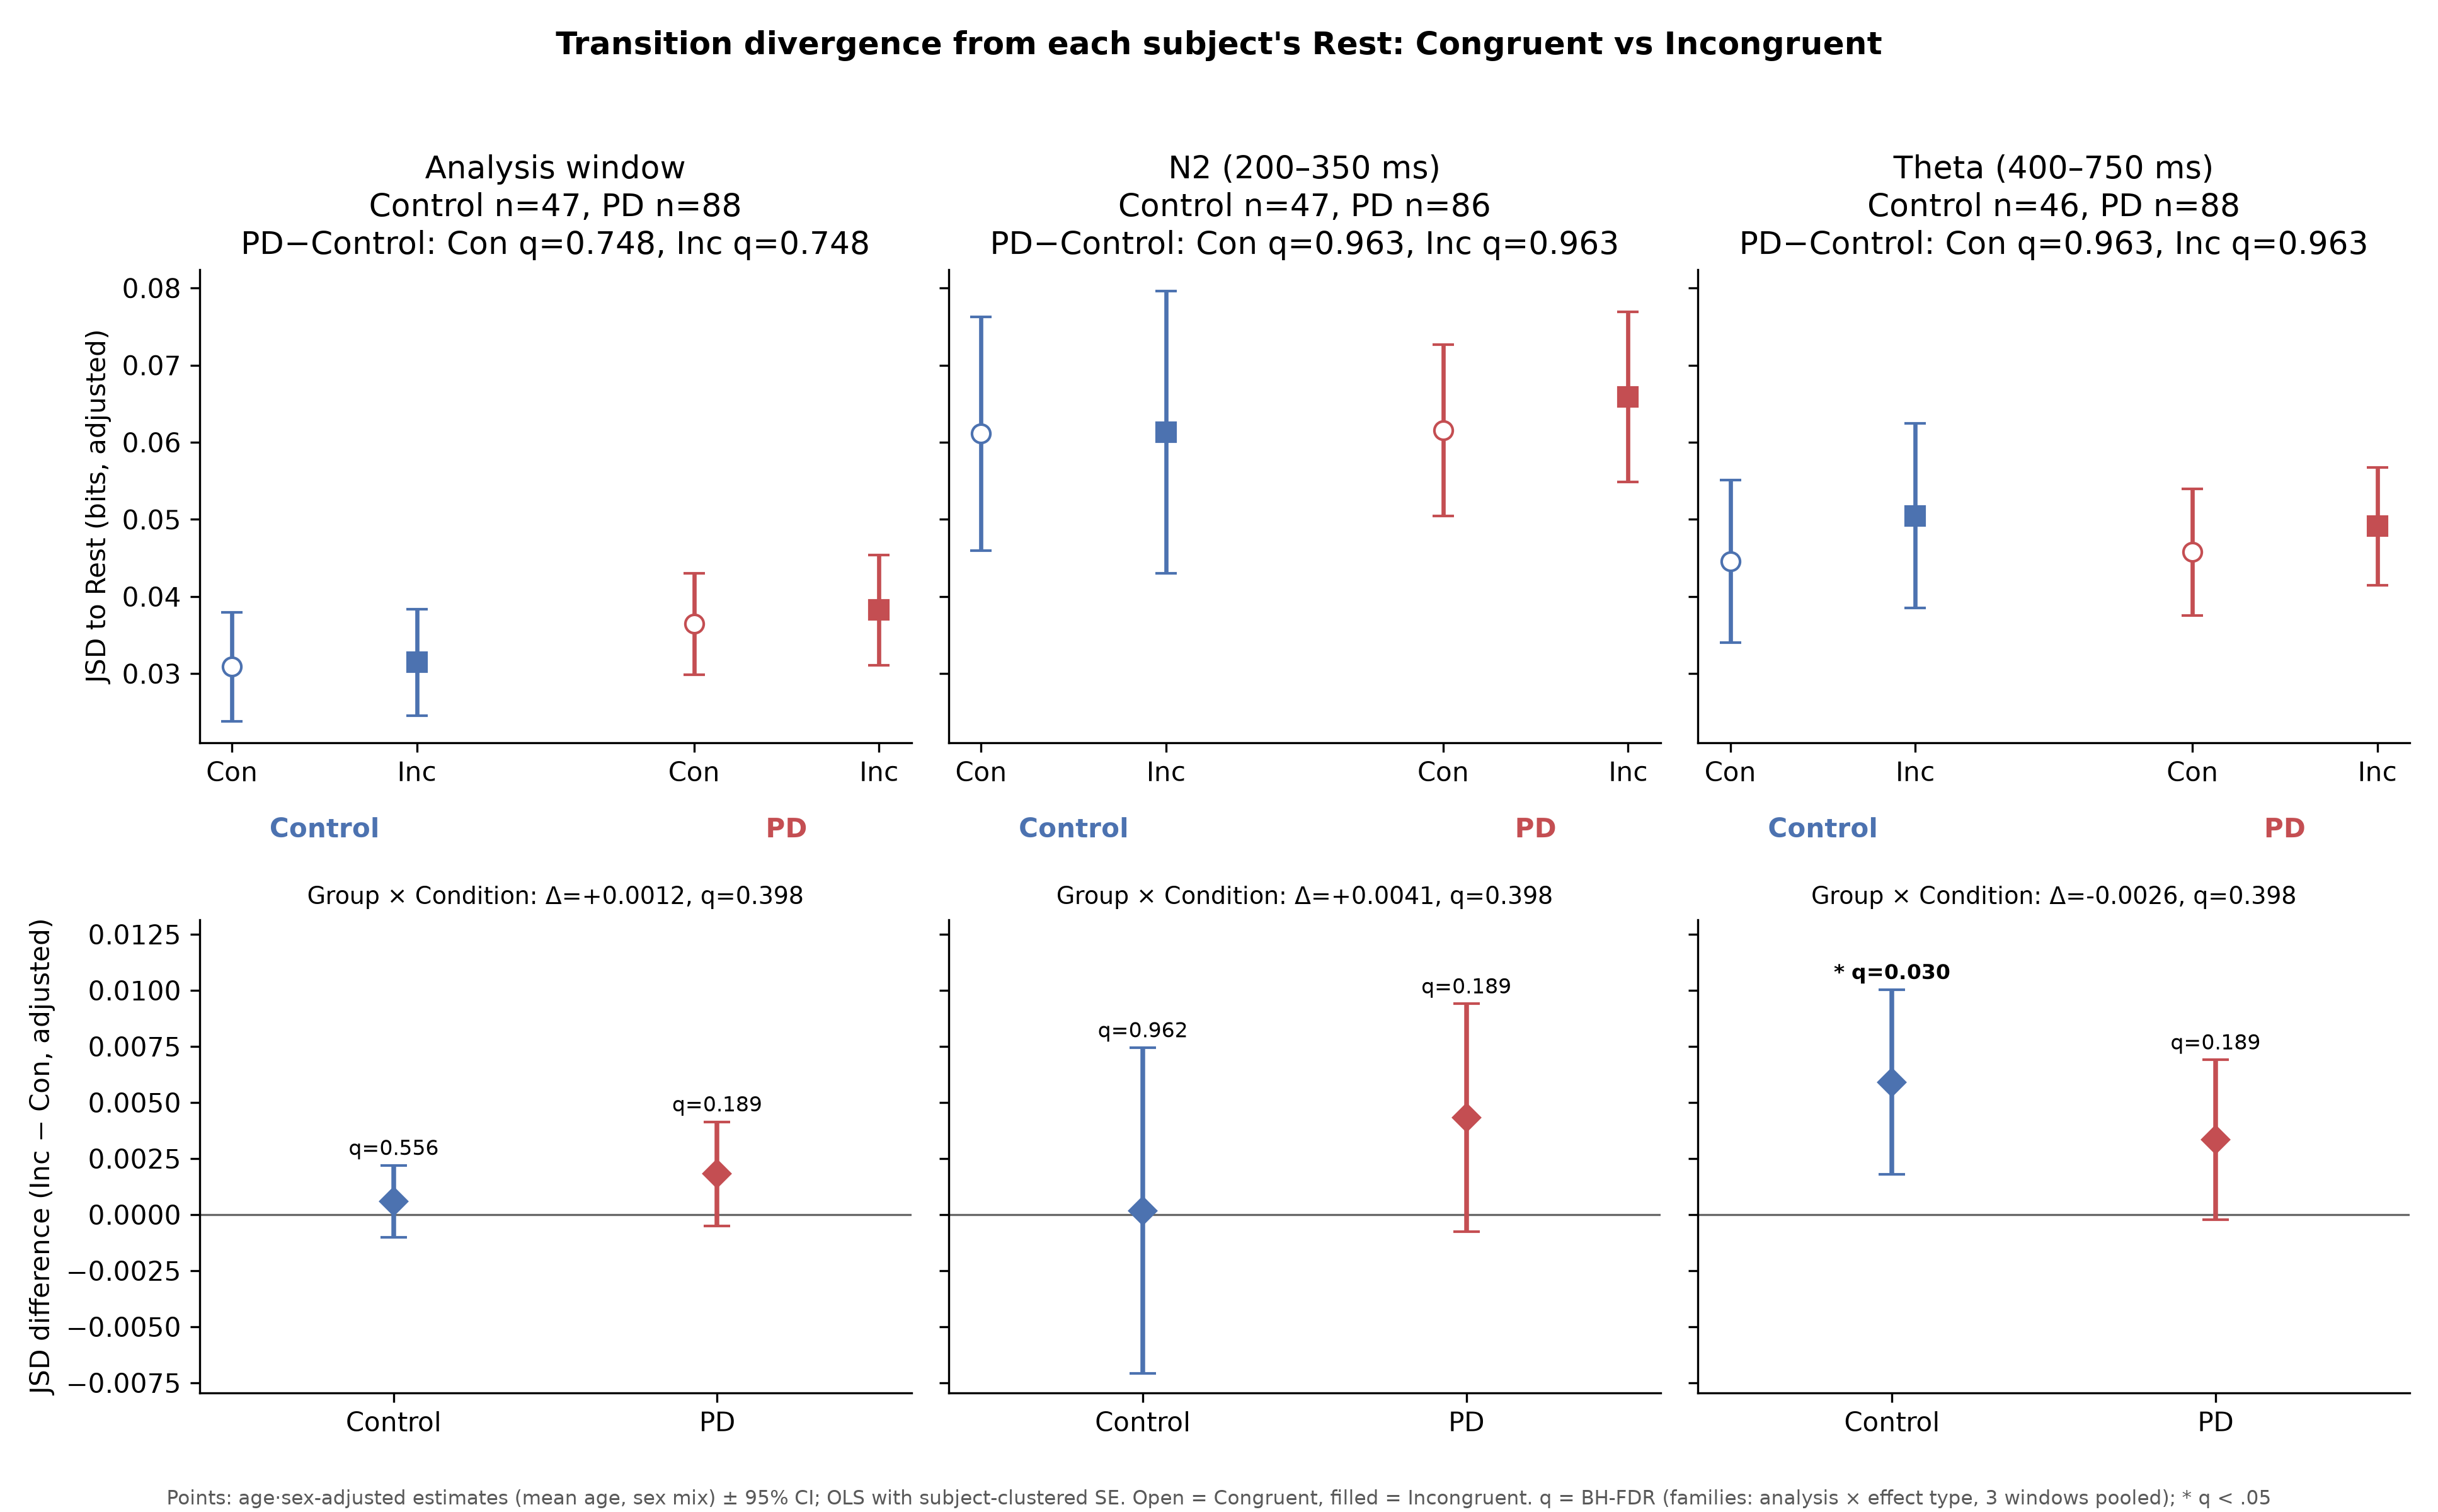 Transition divergence from each subject's Rest: Congruent vs Incongruent
Analysis window
Control n=47, PD n=88
PD−Control: Con q=0.748, Inc q=0.748
N2 (200–350 ms)
Control n=47, PD n=86
PD−Control: Con q=0.963, Inc q=0.963
Theta (400–750 ms)
Control n=46, PD n=88
PD−Control: Con q=0.963, Inc q=0.963
JSD to Rest (bits, adjusted)
0.08
0.07
0.06
0.05
0.04
0.03
Con Inc Con Inc
Control PD
Con Inc Con Inc
Control PD
Con Inc Con Inc
Control PD
Group × Condition: Δ=+0.0012, q=0.398
Group × Condition: Δ=+0.0041, q=0.398
Group × Condition: Δ=-0.0026, q=0.398
JSD difference (Inc − Con, adjusted)
0.0125
0.0100
0.0075
0.0050
0.0025
0.0000
−0.0025
−0.0050
−0.0075
q=0.556
q=0.189
q=0.962
q=0.189
* q=0.030
q=0.189
Control PD
Control PD
Control PD
Points: age·sex-adjusted estimates (mean age, sex mix) ± 95% CI; OLS with subject-clustered SE. Open = Congruent, filled = Incongruent. q = BH-FDR (families: analysis × effect type, 3 windows pooled); * q < .05